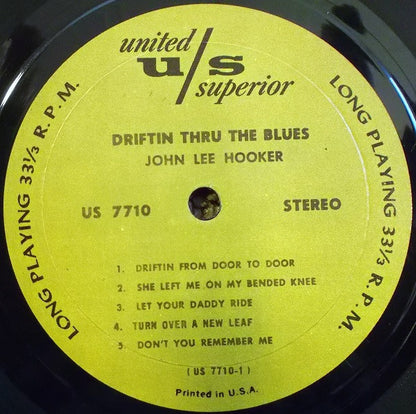 united
u/s
superior
LONG PLAYING 33⅓ R.P.M.
LONG PLAYING 33⅓ R.P.M.
DRIFTIN THRU THE BLUES
JOHN LEE HOOKER
US 7710 STEREO
1. DRIFTIN FROM DOOR TO DOOR
2. SHE LEFT ME ON MY BENDED KNEE
3. LET YOUR DADDY RIDE
4. TURN OVER A NEW LEAF
5. DON'T YOU REMEMBER ME
(US 7710-1)
Printed in U.S.A.